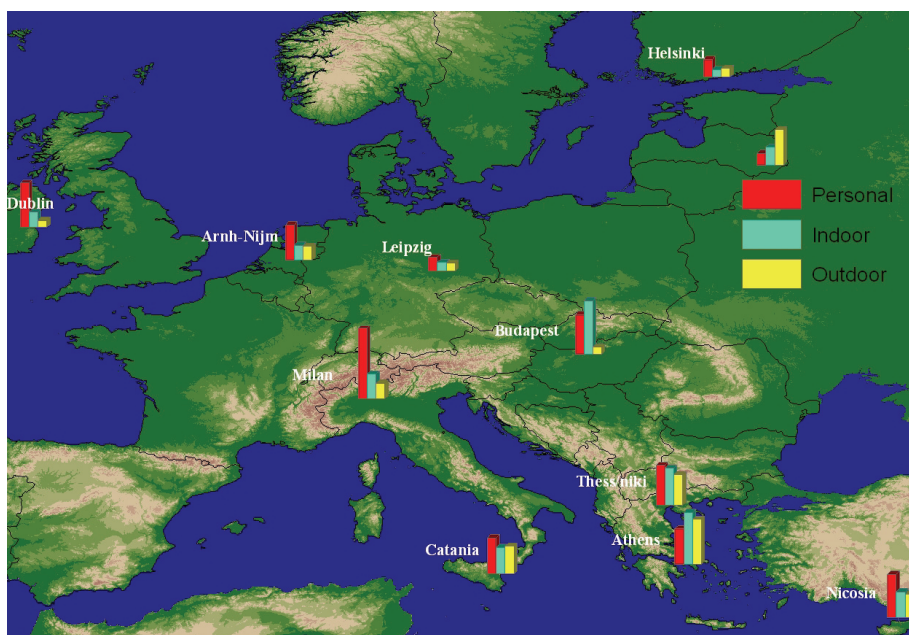 Helsinki
Dublin
Personal
Arnh-Nijm
Indoor
Leipzig
Outdoor
Budapest
Milan
Thess/niki
Athens
Catania
Nicosia